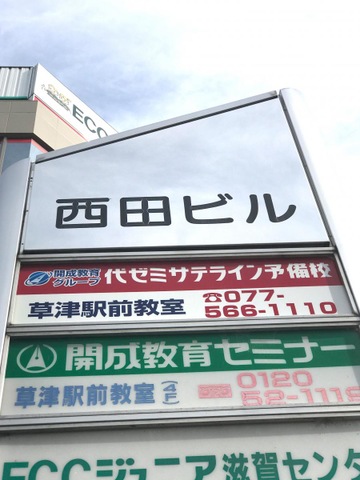 ECC
西田ビル
開成教育グループ 代ゼミサテライン予備校
草津駅前教室 ☎077-566-1110
開成教育セミナー
草津駅前教室(4F) 0120 52-1118
ECCジュニア滋賀センタ